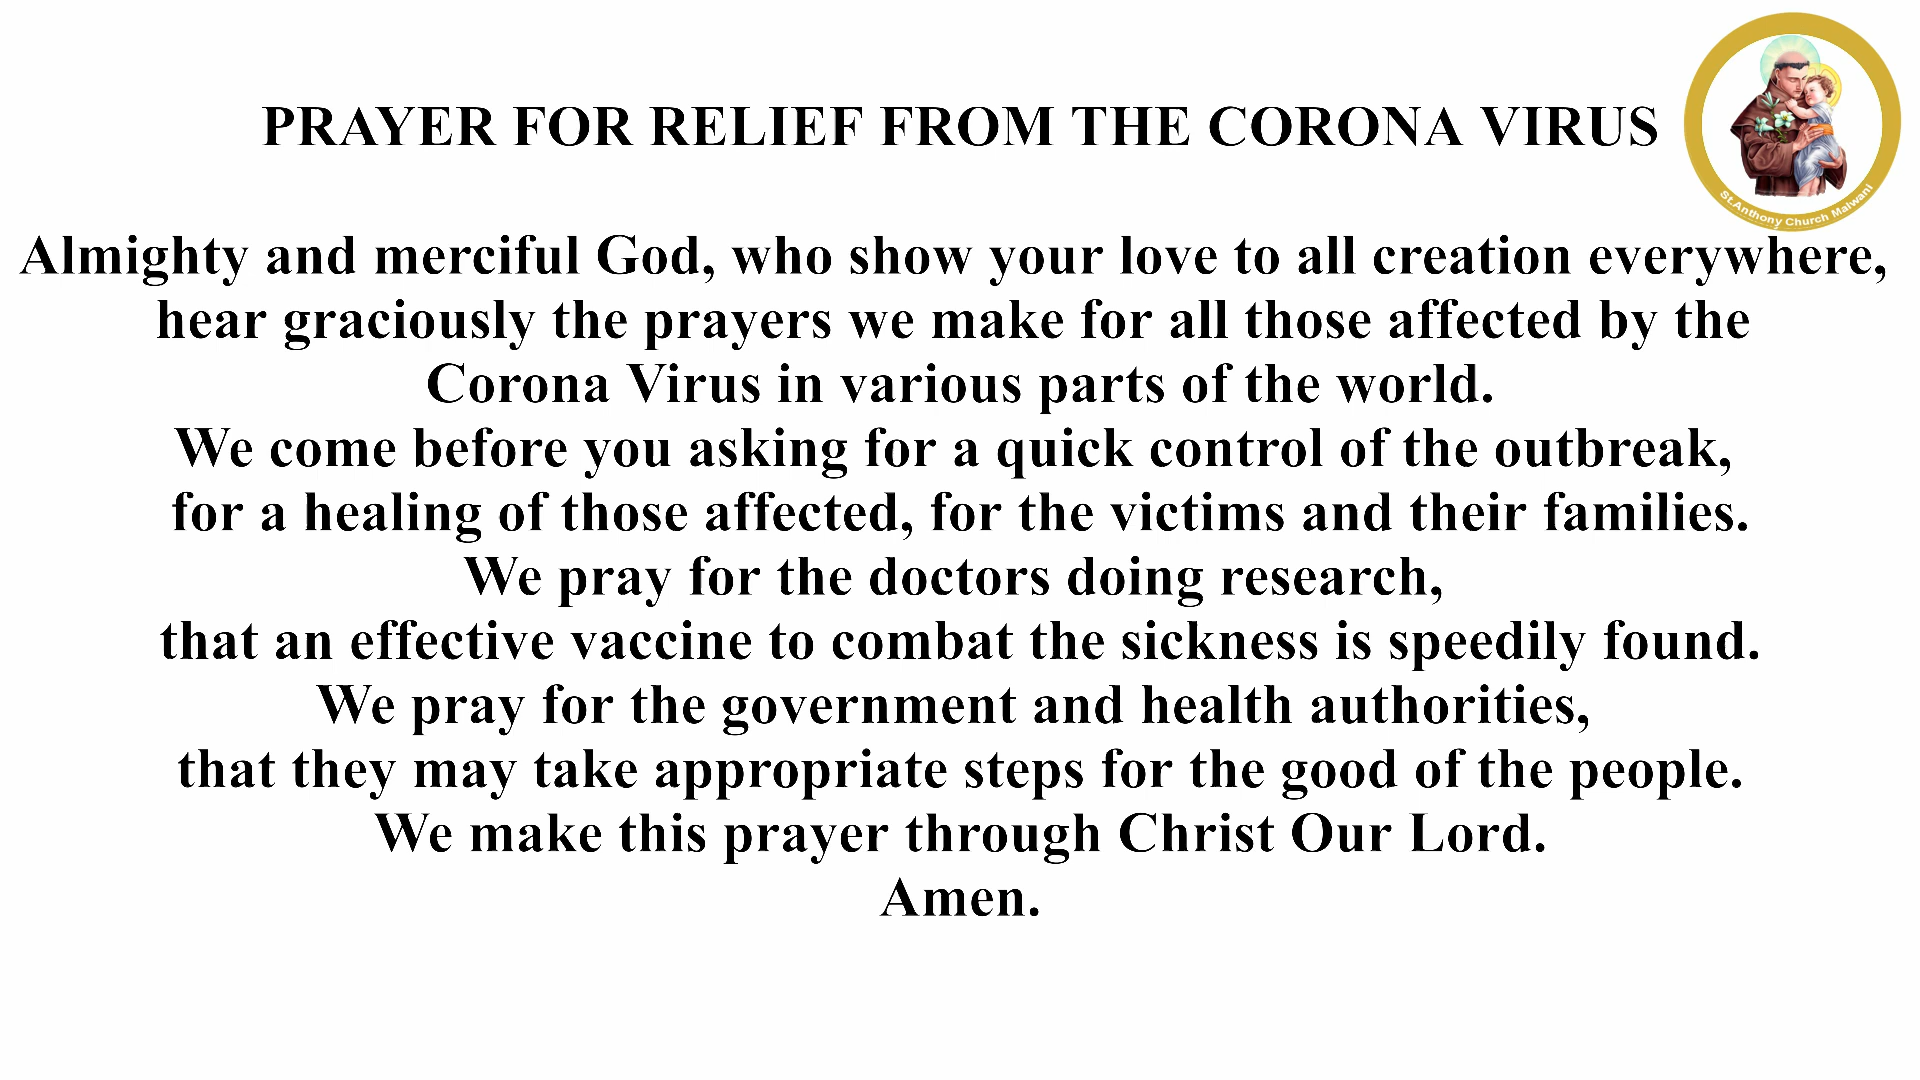 PRAYER FOR RELIEF FROM THE CORONA VIRUS
St.Anthony Church Malwani
Almighty and merciful God, who show your love to all creation everywhere,
hear graciously the prayers we make for all those affected by the
Corona Virus in various parts of the world.
We come before you asking for a quick control of the outbreak,
for a healing of those affected, for the victims and their families.
We pray for the doctors doing research,
that an effective vaccine to combat the sickness is speedily found.
We pray for the government and health authorities,
that they may take appropriate steps for the good of the people.
We make this prayer through Christ Our Lord.
Amen.